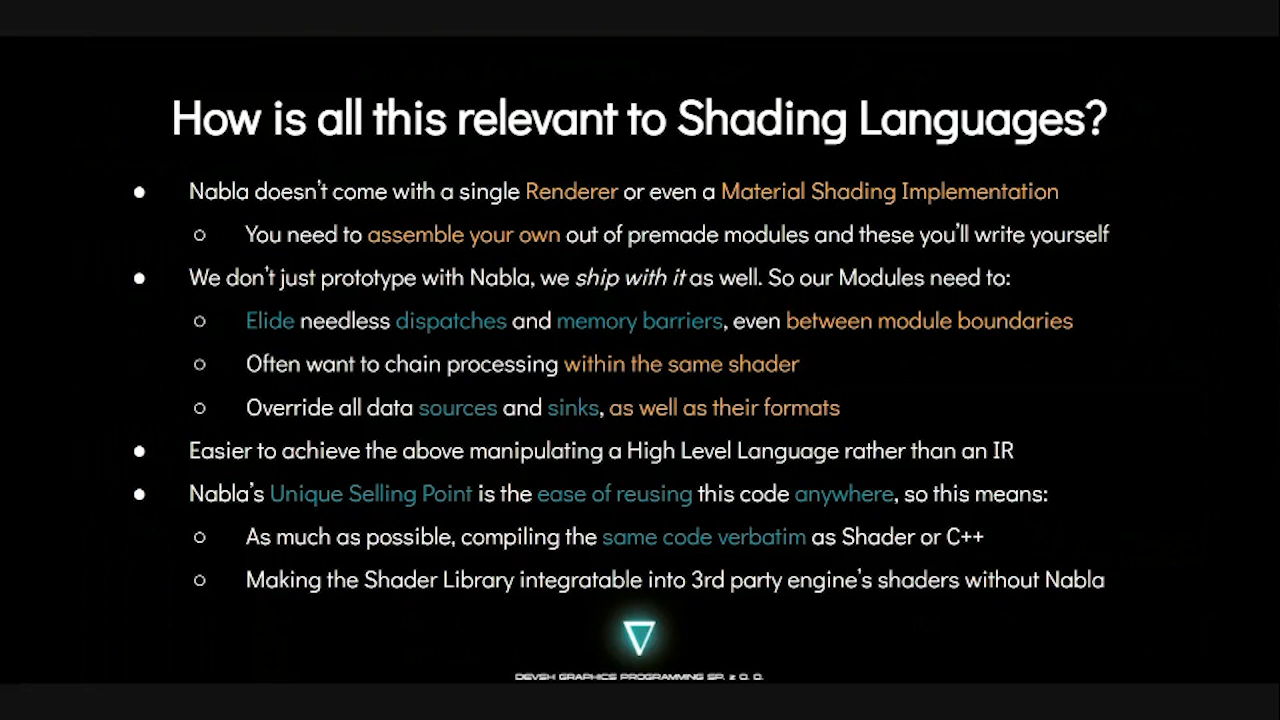 How is all this relevant to Shading Languages?
● Nabla doesn't come with a single Renderer or even a Material Shading Implementation
○ You need to assemble your own out of premade modules and these you'll write yourself
● We don't just prototype with Nabla, we ship with it as well. So our Modules need to:
○ Elide needless dispatches and memory barriers, even between module boundaries
○ Often want to chain processing within the same shader
○ Override all data sources and sinks, as well as their formats
● Easier to achieve the above manipulating a High Level Language rather than an IR
● Nabla's Unique Selling Point is the ease of reusing this code anywhere, so this means:
○ As much as possible, compiling the same code verbatim as Shader or C++
○ Making the Shader Library integratable into 3rd party engine's shaders without Nabla
DEVSH GRAPHICS PROGRAMMING SP. z O. O.